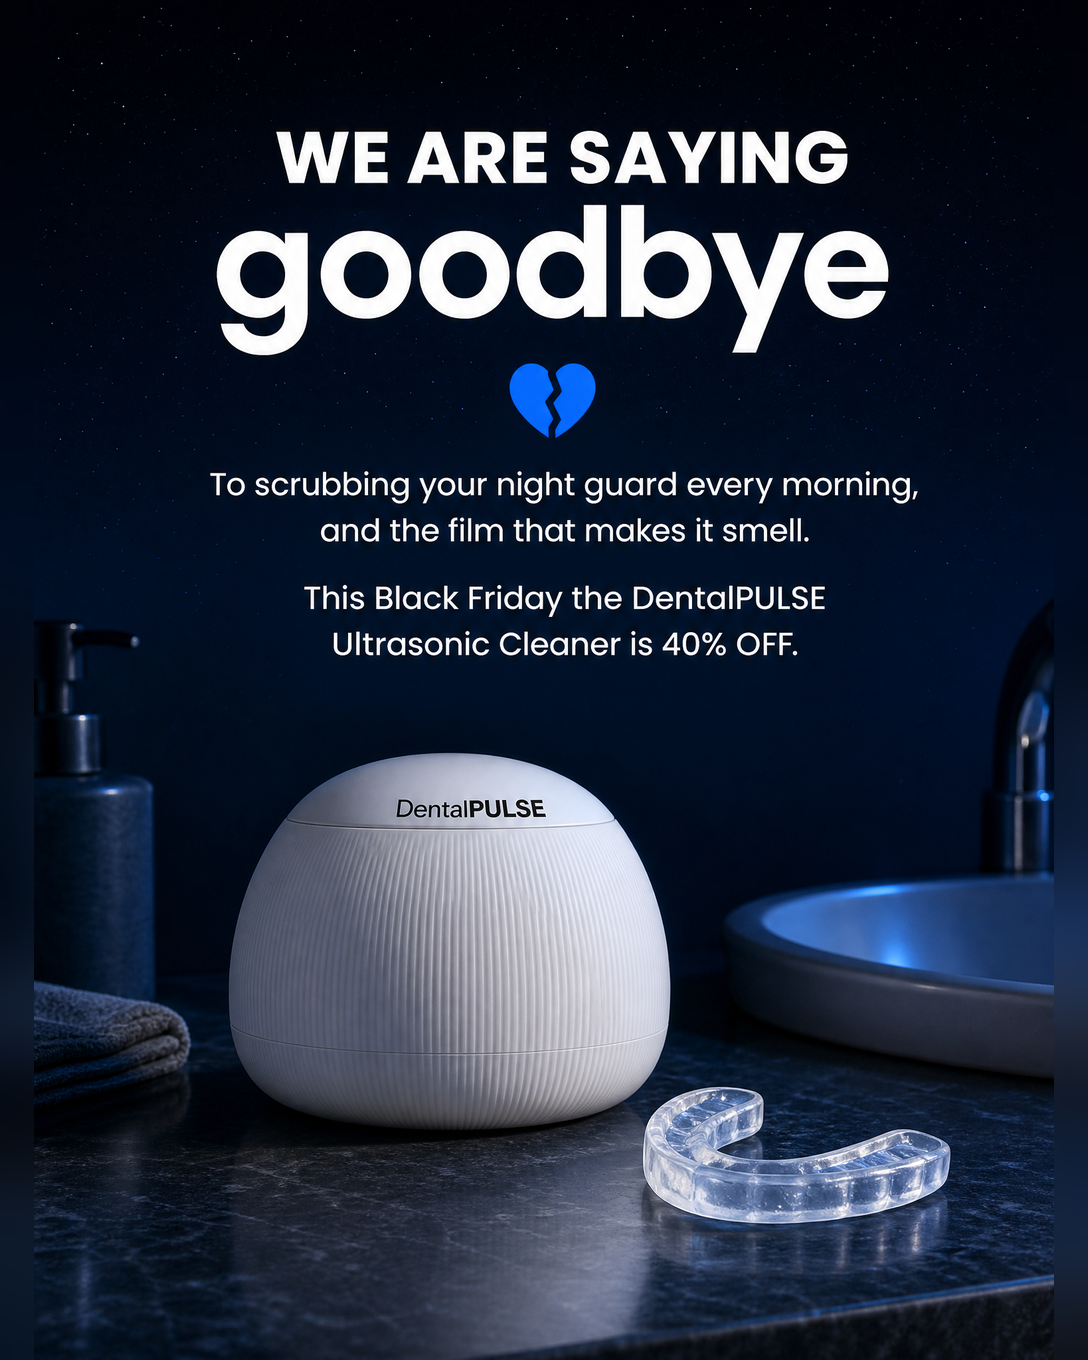 WE ARE SAYING
goodbye
To scrubbing your night guard every morning,
and the film that makes it smell.
This Black Friday the DentalPULSE
Ultrasonic Cleaner is 40% OFF.
DentalPULSE